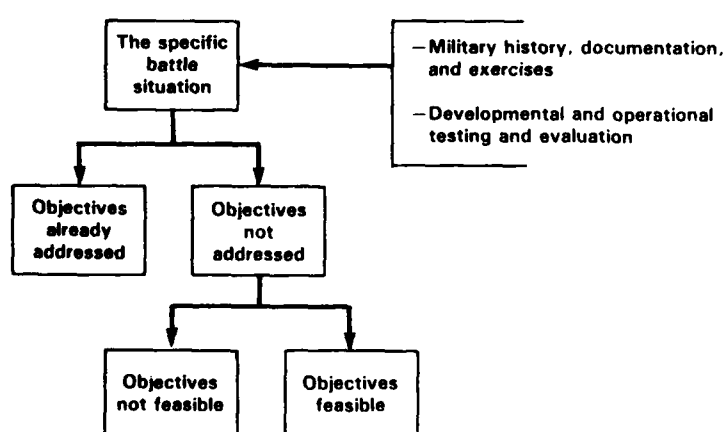 The specific
battle
situation
—Military history, documentation,
and exercises
—Developmental and operational
testing and evaluation
Objectives
already
addressed
Objectives
not
addressed
Objectives
not feasible
Objectives
feasible